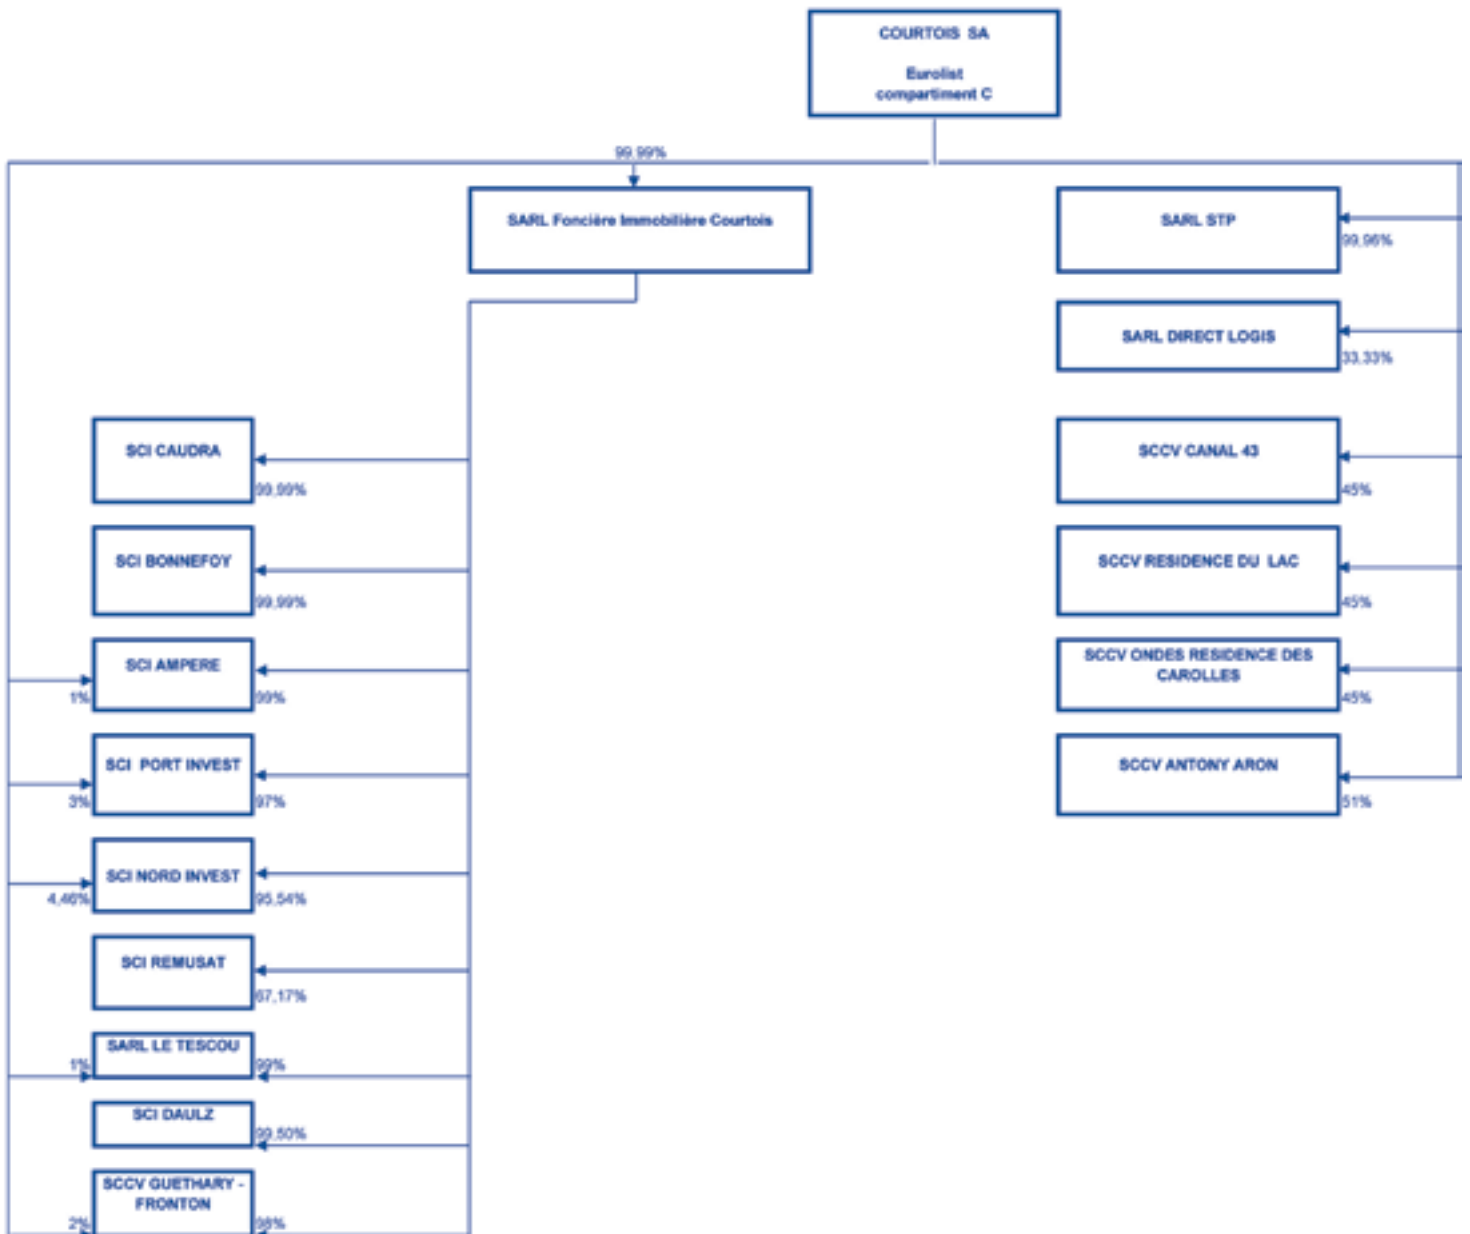 COURTOIS SA
Eurolist
compartiment C
99,99%
SARL Foncière Immobilière Courtois
SARL STP
99,96%
SARL DIRECT LOGIS
33,33%
SCI CAUDRA
99,99%
SCCV CANAL 43
45%
SCI BONNEFOY
99,99%
SCCV RESIDENCE DU LAC
45%
SCI AMPERE
1%
99%
SCCV ONDES RESIDENCE DES
CAROLLES
45%
SCI PORT INVEST
3%
97%
SCCV ANTONY ARON
51%
SCI NORD INVEST
4,46%
95,54%
SCI REMUSAT
67,17%
SARL LE TESCOU
1%
99%
SCI DAULZ
99,50%
SCCV GUETHARY -
FRONTON
2%
98%